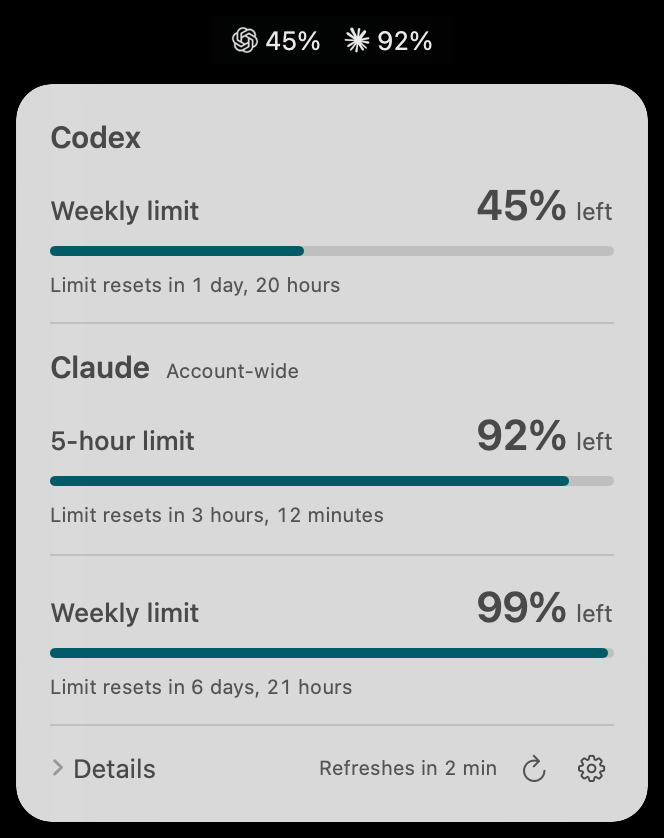 45% 92%
Codex
Weekly limit 45% left
Limit resets in 1 day, 20 hours
Claude Account-wide
5-hour limit 92% left
Limit resets in 3 hours, 12 minutes
Weekly limit 99% left
Limit resets in 6 days, 21 hours
Details Refreshes in 2 min